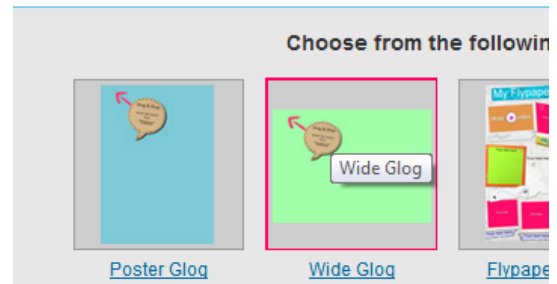 Choose from the followin
My Flypape
Wide Glog
Poster Glog
Wide Glog
Flypape